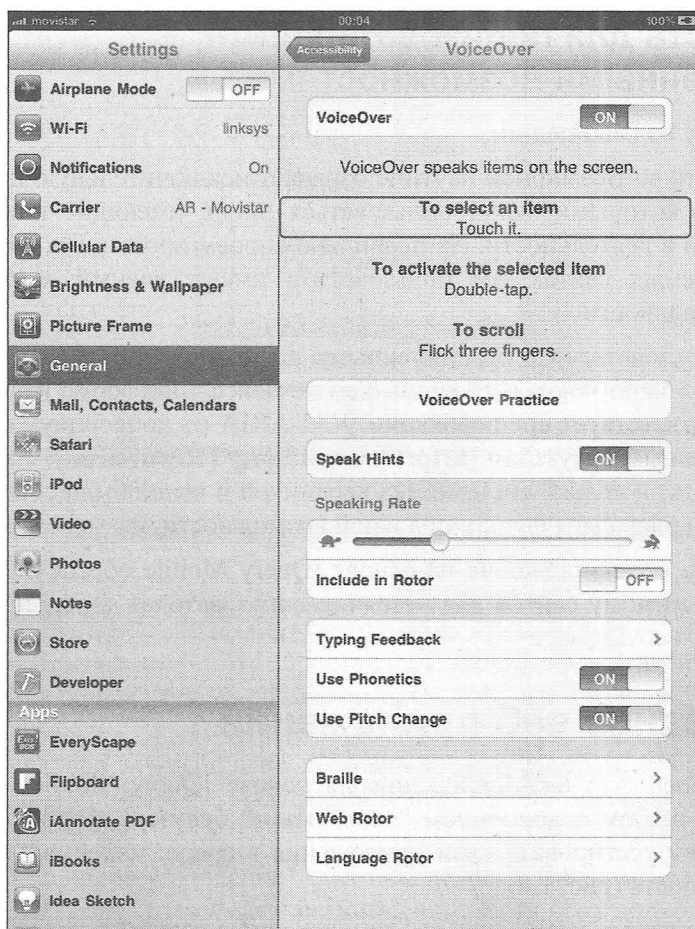 movistar
00:04
100%
Settings
Airplane Mode OFF
Wi-Fi linksys
Notifications On
Carrier AR - Movistar
Cellular Data
Brightness & Wallpaper
Picture Frame
General
Mail, Contacts, Calendars
Safari
iPod
Video
Photos
Notes
Store
Developer
Apps
EveryScape
Flipboard
iAnnotate PDF
iBooks
Idea Sketch
Accessibility
VoiceOver
VoiceOver ON
VoiceOver speaks items on the screen.
To select an item
Touch it.
To activate the selected item
Double-tap.
To scroll
Flick three fingers.
VoiceOver Practice
Speak Hints ON
Speaking Rate
Include in Rotor OFF
Typing Feedback
Use Phonetics ON
Use Pitch Change ON
Braille
Web Rotor
Language Rotor